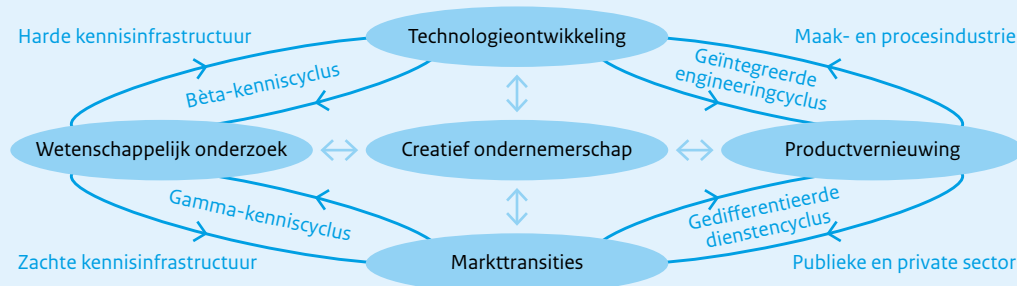 Harde kennisinfrastructuur
Technologieontwikkeling
Maak- en procesindustrie
Bèta-kenniscyclus
Geïntegreerde
engineeringcyclus
Wetenschappelijk onderzoek
Creatief ondernemerschap
Productvernieuwing
Gamma-kenniscyclus
Gedifferentieerde
dienstencyclus
Zachte kennisinfrastructuur
Markttransities
Publieke en private sector